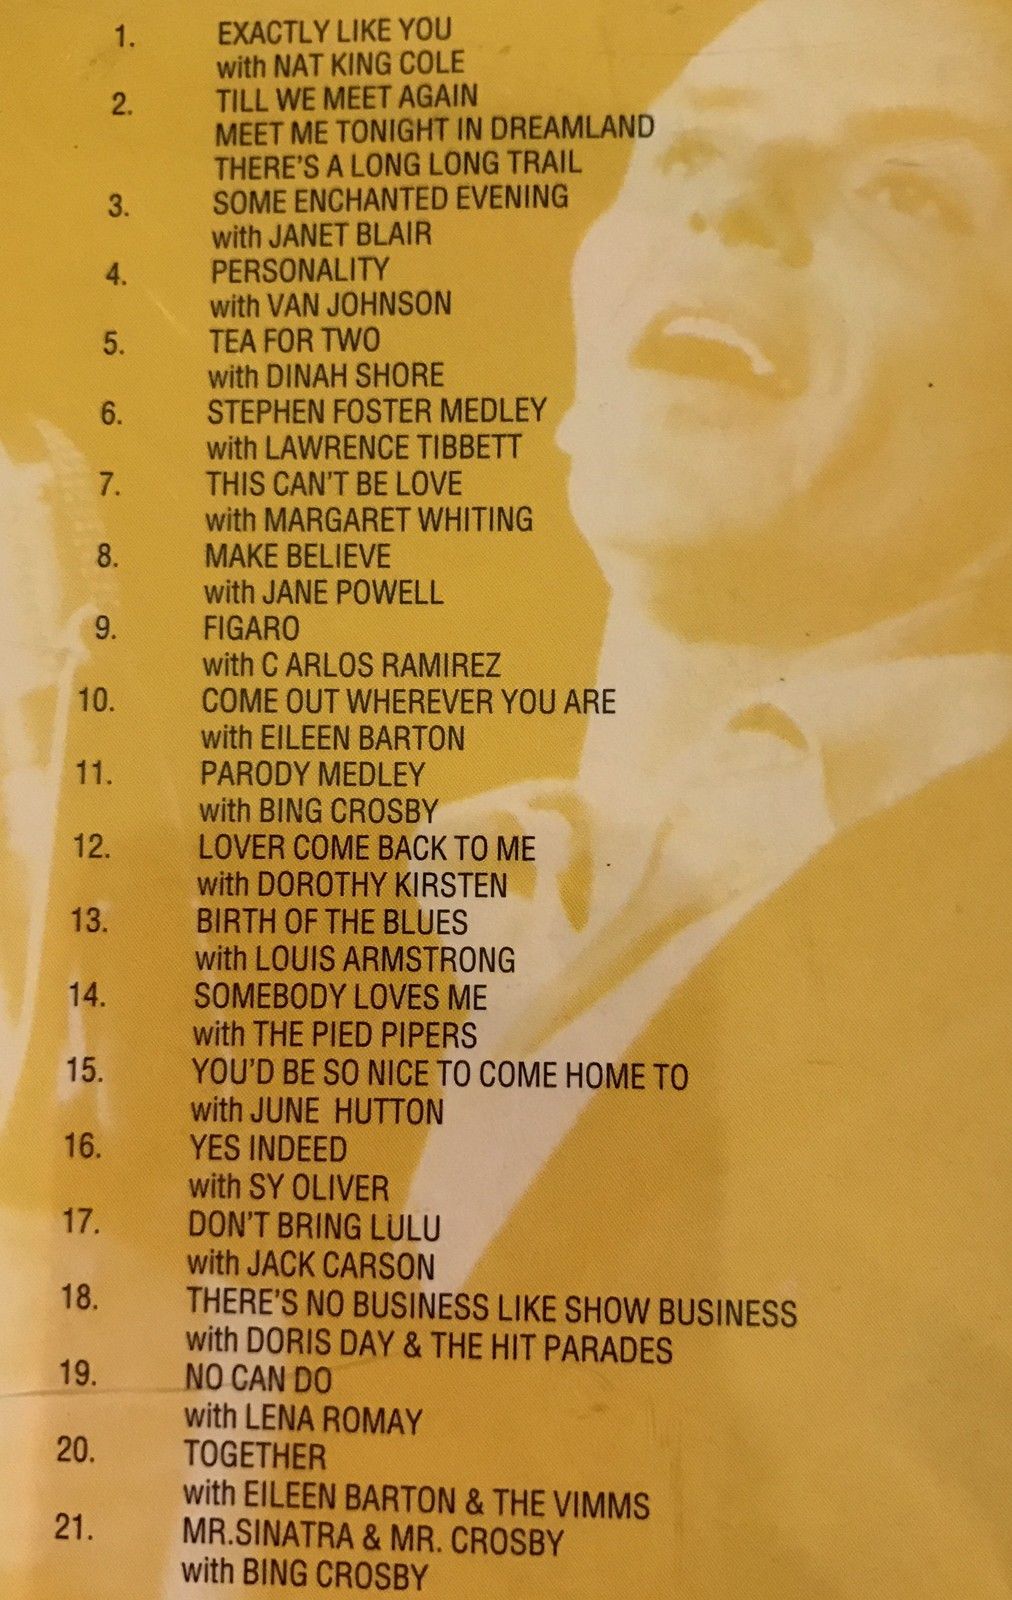 1. EXACTLY LIKE YOU
with NAT KING COLE
2. TILL WE MEET AGAIN
MEET ME TONIGHT IN DREAMLAND
THERE'S A LONG LONG TRAIL
3. SOME ENCHANTED EVENING
with JANET BLAIR
4. PERSONALITY
with VAN JOHNSON
5. TEA FOR TWO
with DINAH SHORE
6. STEPHEN FOSTER MEDLEY
with LAWRENCE TIBBETT
7. THIS CAN'T BE LOVE
with MARGARET WHITING
8. MAKE BELIEVE
with JANE POWELL
9. FIGARO
with C ARLOS RAMIREZ
10. COME OUT WHEREVER YOU ARE
with EILEEN BARTON
11. PARODY MEDLEY
with BING CROSBY
12. LOVER COME BACK TO ME
with DOROTHY KIRSTEN
13. BIRTH OF THE BLUES
with LOUIS ARMSTRONG
14. SOMEBODY LOVES ME
with THE PIED PIPERS
15. YOU'D BE SO NICE TO COME HOME TO
with JUNE HUTTON
16. YES INDEED
with SY OLIVER
17. DON'T BRING LULU
with JACK CARSON
18. THERE'S NO BUSINESS LIKE SHOW BUSINESS
with DORIS DAY & THE HIT PARADES
19. NO CAN DO
with LENA ROMAY
20. TOGETHER
with EILEEN BARTON & THE VIMMS
21. MR.SINATRA & MR. CROSBY
with BING CROSBY